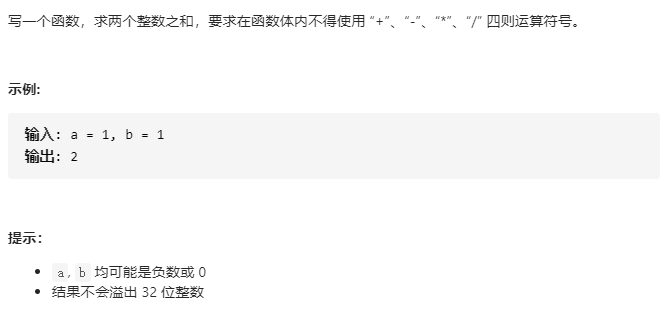 写一个函数，求两个整数之和，要求在函数体内不得使用 “+”、“-”、“*”、“/” 四则运算符号。
示例:
输入: a = 1, b = 1
输出: 2
提示：
a, b 均可能是负数或 0
结果不会溢出 32 位整数